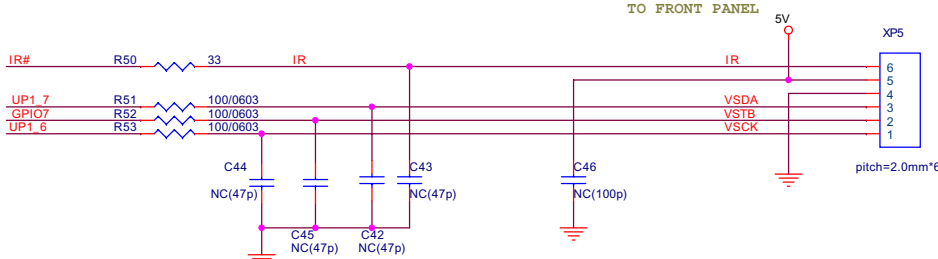 TO FRONT PANEL
5V
XP5
IR# R50 33 IR IR 6
5
4
UP1_7 R51 100/0603 VSDA 3
GPIO7 R52 100/0603 VSTB 2
UP1_6 R53 100/0603 VSCK 1
C44 C43 C46
pitch=2.0mm*6
NC(47p) NC(47p) NC(100p)
C45 C42
NC(47p) NC(47p)